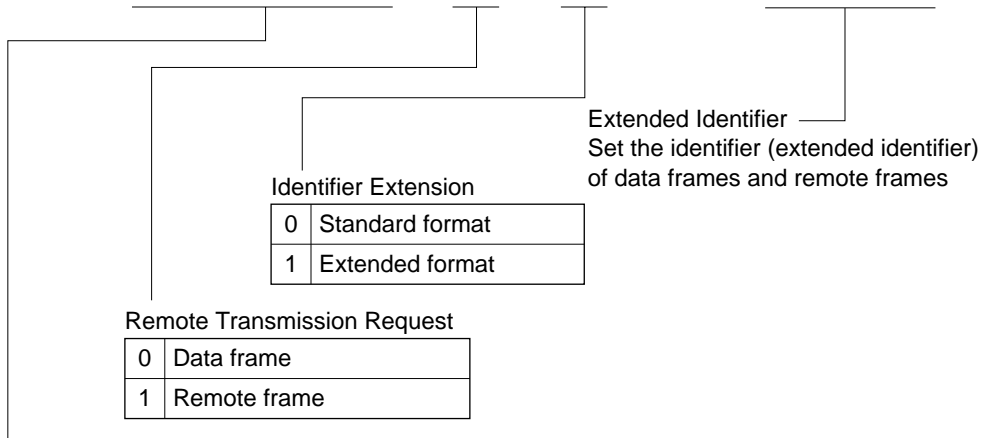 Extended Identifier
Set the identifier (extended identifier)
of data frames and remote frames
Identifier Extension
0 Standard format
1 Extended format
Remote Transmission Request
0 Data frame
1 Remote frame